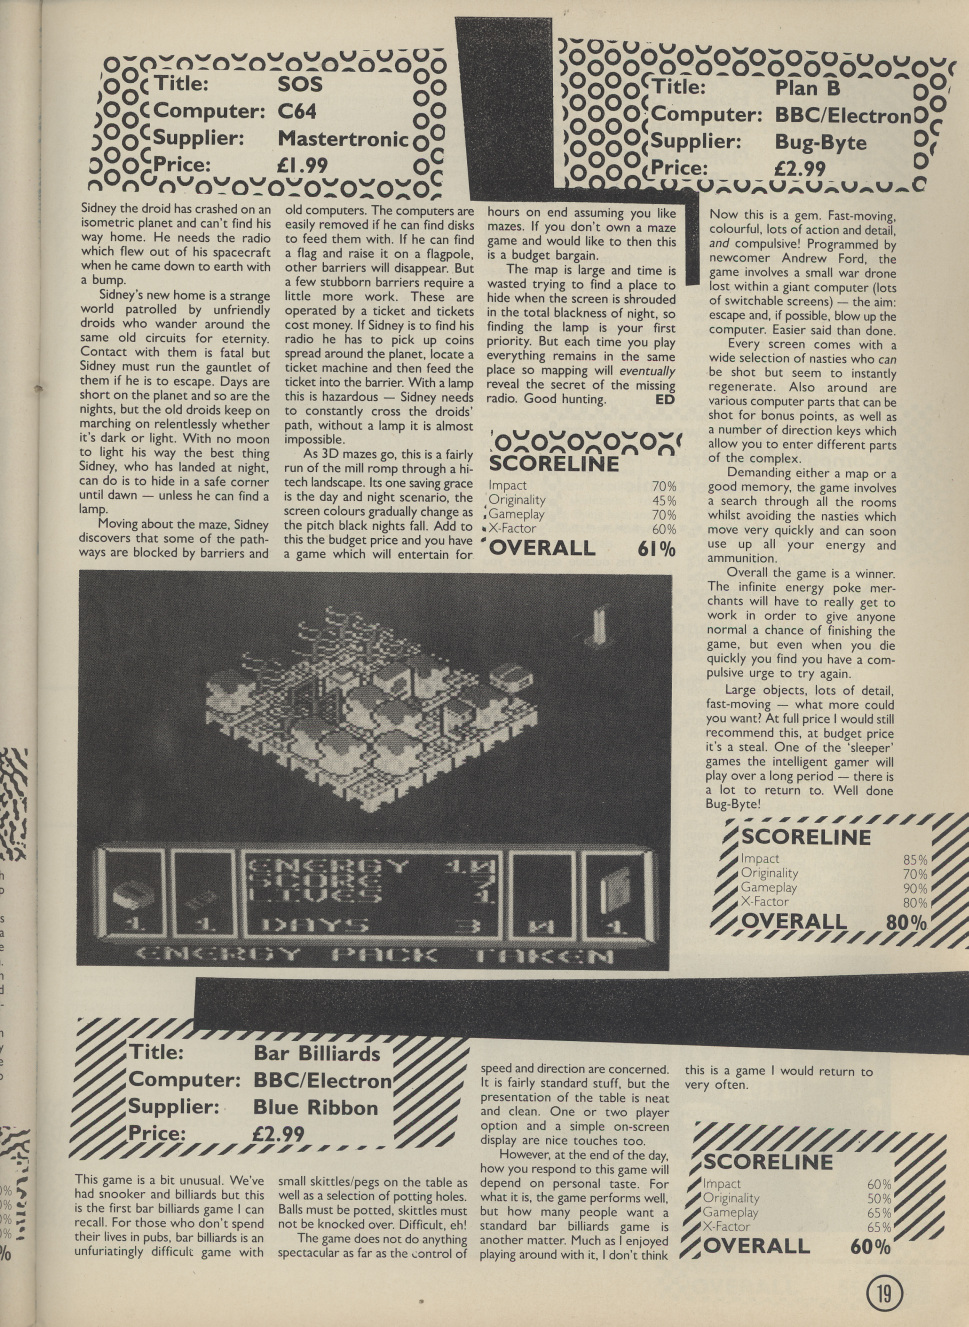 Title: SOS
Computer: C64
Supplier: Mastertronic
Price: £1.99
Sidney the droid has crashed on an
isometric planet and can't find his
way home. He needs the radio
which flew out of his spacecraft
when he came down to earth with
a bump.
Sidney's new home is a strange
world patrolled by unfriendly
droids who wander around the
same old circuits for eternity.
Contact with them is fatal but
Sidney must run the gauntlet of
them if he is to escape. Days are
short on the planet and so are the
nights, but the old droids keep on
marching on relentlessly whether
it's dark or light. With no moon
to light his way the best thing
Sidney, who has landed at night,
can do is to hide in a safe corner
until dawn — unless he can find a
lamp.
Moving about the maze, Sidney
discovers that some of the path-
ways are blocked by barriers and
old computers. The computers are
easily removed if he can find disks
to feed them with. If he can find
a flag and raise it on a flagpole,
other barriers will disappear. But
a few stubborn barriers require a
little more work. These are
operated by a ticket and tickets
cost money. If Sidney is to find his
radio he has to pick up coins
spread around the planet, locate a
ticket machine and then feed the
ticket into the barrier. With a lamp
this is hazardous — Sidney needs
to constantly cross the droids'
path, without a lamp it is almost
impossible.
As 3D mazes go, this is a fairly
run of the mill romp through a hi-
tech landscape. Its one saving grace
is the day and night scenario, the
screen colours gradually change as
the pitch black nights fall. Add to
this the budget price and you have
a game which will entertain for
hours on end assuming you like
mazes. If you don't own a maze
game and would like to then this
is a budget bargain.
The map is large and time is
wasted trying to find a place to
hide when the screen is shrouded
in the total blackness of night, so
finding the lamp is your first
priority. But each time you play
everything remains in the same
place so mapping will eventually
reveal the secret of the missing
radio. Good hunting. ED
SCORELINE
Impact 70%
Originality 45%
Gameplay 70%
X-Factor 60%
OVERALL 61%
ENERGY 10
SCORE 7
LIVES 1
DAYS 3
1 1 0 1
ENERGY PACK TAKEN
Title: Plan B
Computer: BBC/Electron
Supplier: Bug-Byte
Price: £2.99
Now this is a gem. Fast-moving,
colourful, lots of action and detail,
and compulsive! Programmed by
newcomer Andrew Ford, the
game involves a small war drone
lost within a giant computer (lots
of switchable screens) — the aim:
escape and, if possible, blow up the
computer. Easier said than done.
Every screen comes with a
wide selection of nasties who can
be shot but seem to instantly
regenerate. Also around are
various computer parts that can be
shot for bonus points, as well as
a number of direction keys which
allow you to enter different parts
of the complex.
Demanding either a map or a
good memory, the game involves
a search through all the rooms
whilst avoiding the nasties which
move very quickly and can soon
use up all your energy and
ammunition.
Overall the game is a winner.
The infinite energy poke mer-
chants will have to really get to
work in order to give anyone
normal a chance of finishing the
game, but even when you die
quickly you find you have a com-
pulsive urge to try again.
Large objects, lots of detail,
fast-moving — what more could
you want? At full price I would still
recommend this, at budget price
it's a steal. One of the 'sleeper'
games the intelligent gamer will
play over a long period — there is
a lot to return to. Well done
Bug-Byte!
SCORELINE
Impact 85%
Originality 70%
Gameplay 90%
X-Factor 80%
OVERALL 80%
Title: Bar Billiards
Computer: BBC/Electron
Supplier: Blue Ribbon
Price: £2.99
This game is a bit unusual. We've
had snooker and billiards but this
is the first bar billiards game I can
recall. For those who don't spend
their lives in pubs, bar billiards is an
unfuriatingly difficult game with
small skittles/pegs on the table as
well as a selection of potting holes.
Balls must be potted, skittles must
not be knocked over. Difficult, eh!
The game does not do anything
spectacular as far as the control of
speed and direction are concerned.
It is fairly standard stuff, but the
presentation of the table is neat
and clean. One or two player
option and a simple on-screen
display are nice touches too.
However, at the end of the day,
how you respond to this game will
depend on personal taste. For
what it is, the game performs well,
but how many people want a
standard bar billiards game is
another matter. Much as I enjoyed
playing around with it, I don't think
this is a game I would return to
very often.
SCORELINE
Impact 60%
Originality 50%
Gameplay 65%
X-Factor 65%
OVERALL 60%
19